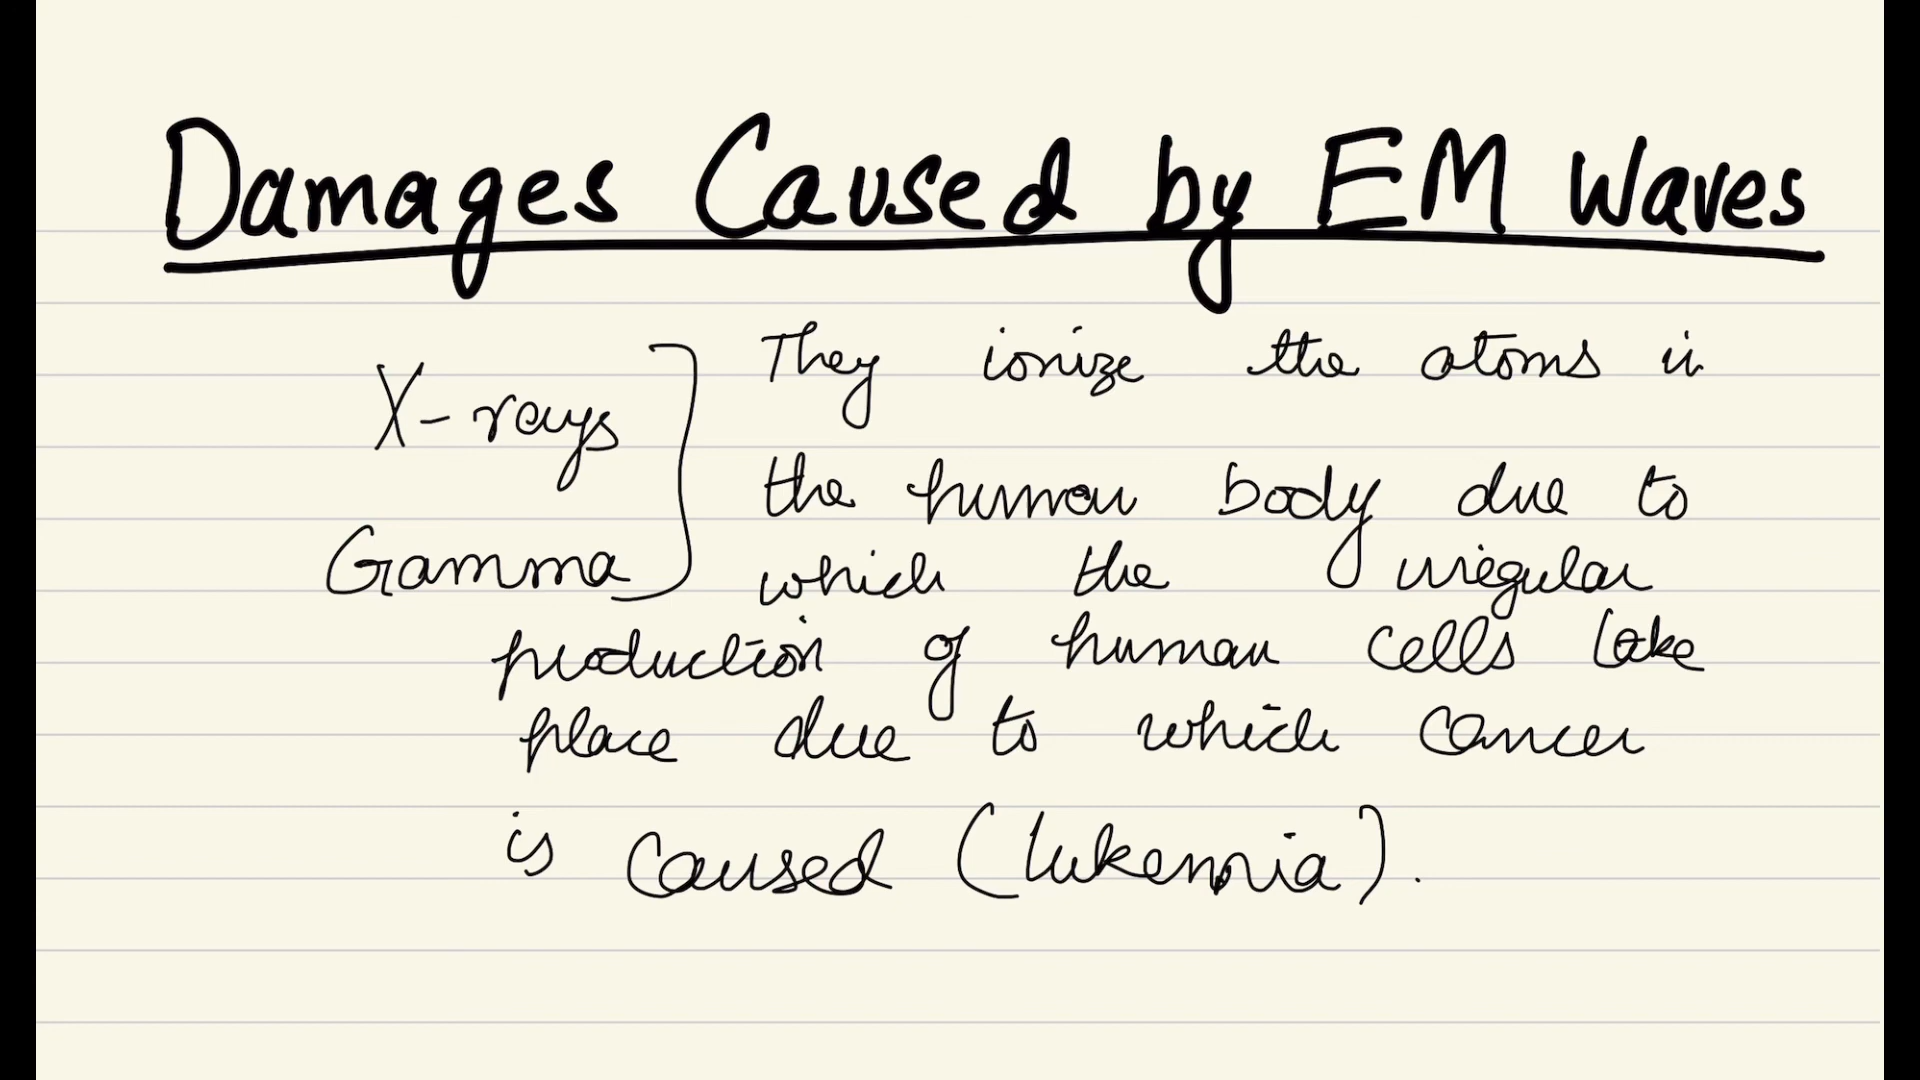 Damages Caused by EM Waves
They ionize the atoms in
X-rays
the human body due to
Gamma
which the irregular
production of human cells take
place due to which cancer
is caused (lukemnia).